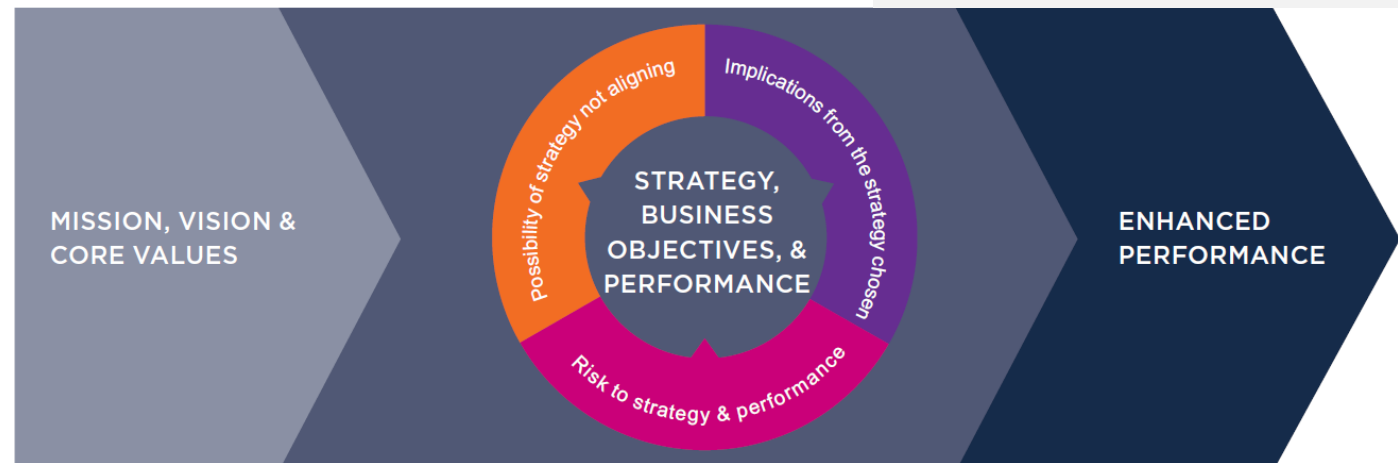 MISSION, VISION &
CORE VALUES
Possibility of strategy not aligning
Implications from the strategy chosen
STRATEGY,
BUSINESS
OBJECTIVES, &
PERFORMANCE
Risk to strategy & performance
ENHANCED
PERFORMANCE